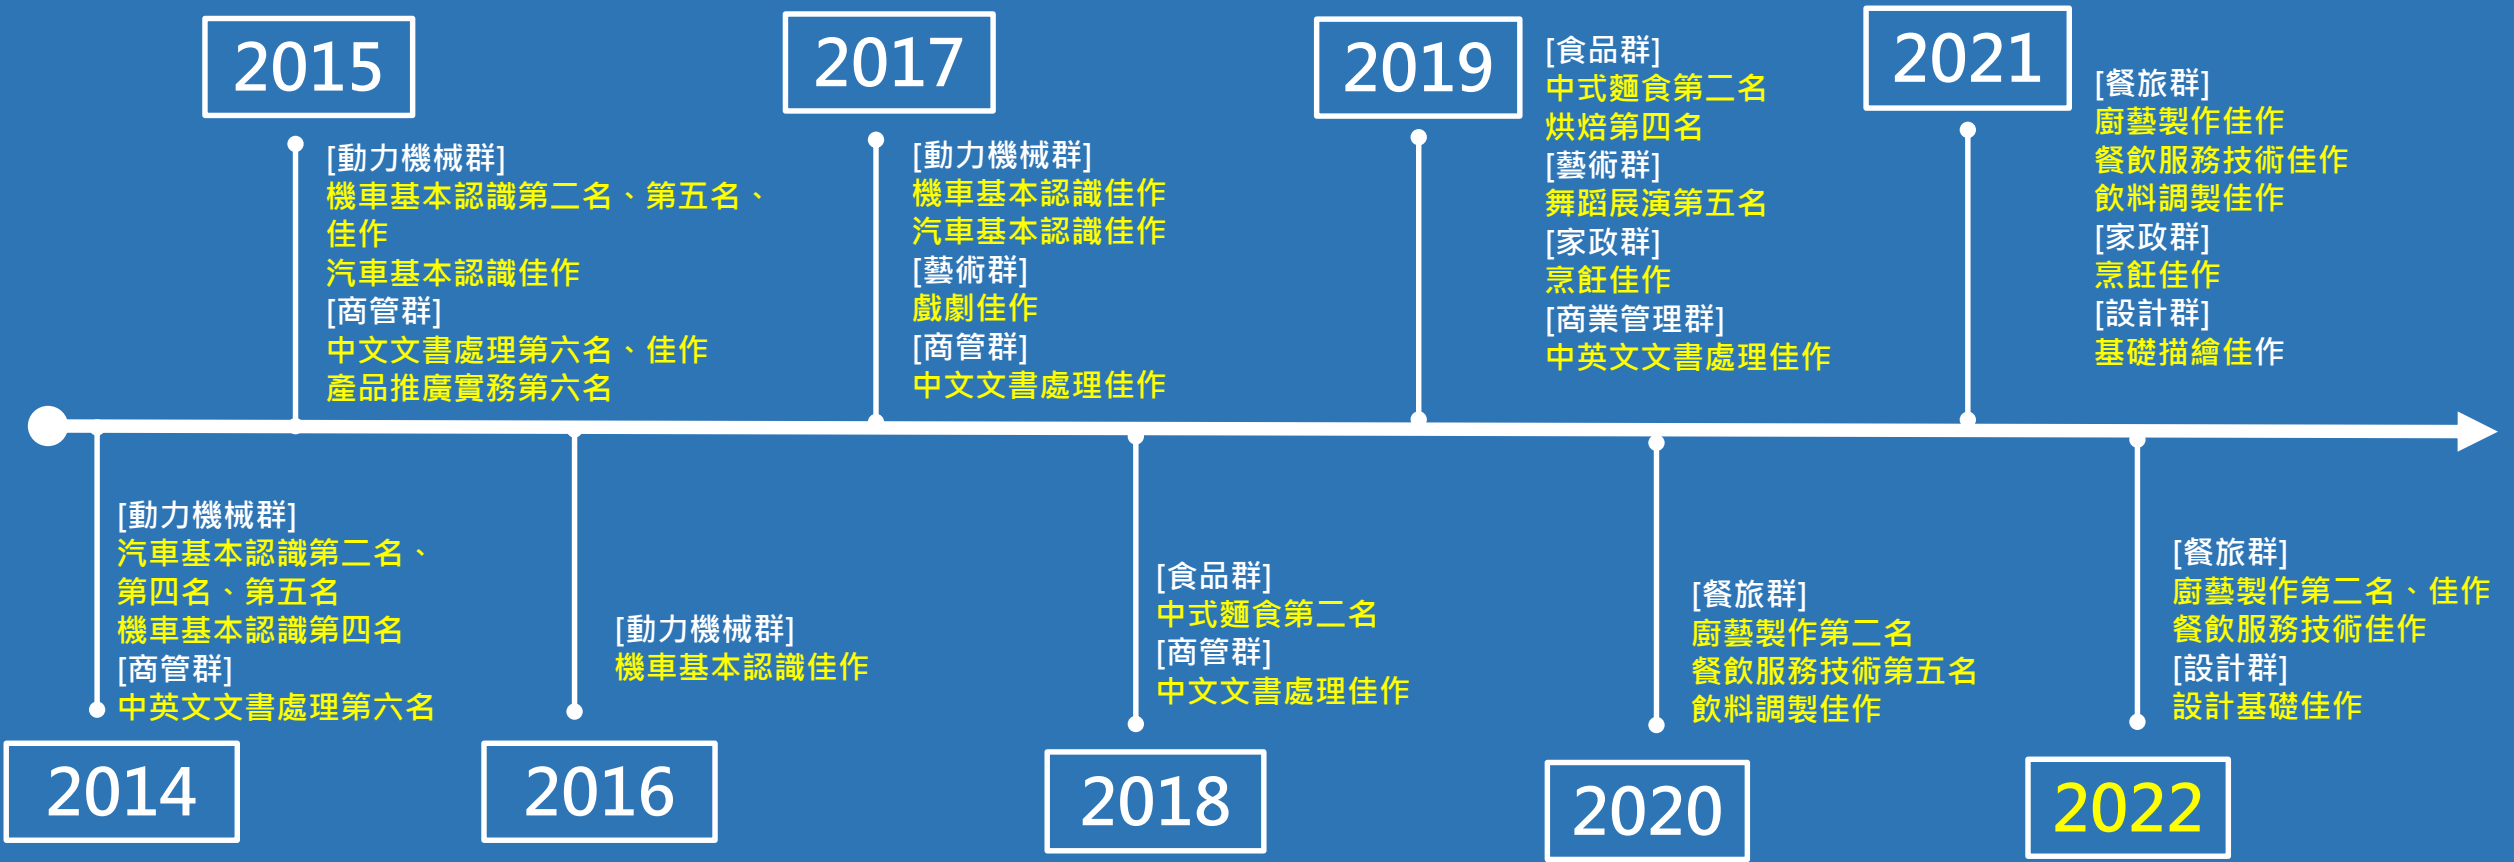 2015
[動力機械群]
機車基本認識第二名、第五名、
佳作
汽車基本認識佳作
[商管群]
中文文書處理第六名、佳作
產品推廣實務第六名
2017
[動力機械群]
機車基本認識佳作
汽車基本認識佳作
[藝術群]
戲劇佳作
[商管群]
中文文書處理佳作
2019
[食品群]
中式麵食第二名
烘焙第四名
[藝術群]
舞蹈展演第五名
[家政群]
烹飪佳作
[商業管理群]
中英文文書處理佳作
2021
[餐旅群]
廚藝製作佳作
餐飲服務技術佳作
飲料調製佳作
[家政群]
烹飪佳作
[設計群]
基礎描繪佳作
[動力機械群]
汽車基本認識第二名、
第四名、第五名
機車基本認識第四名
[商管群]
中英文文書處理第六名
2014
[動力機械群]
機車基本認識佳作
2016
[食品群]
中式麵食第二名
[商管群]
中文文書處理佳作
2018
[餐旅群]
廚藝製作第二名
餐飲服務技術第五名
飲料調製佳作
2020
[餐旅群]
廚藝製作第二名、佳作
餐飲服務技術佳作
[設計群]
設計基礎佳作
2022